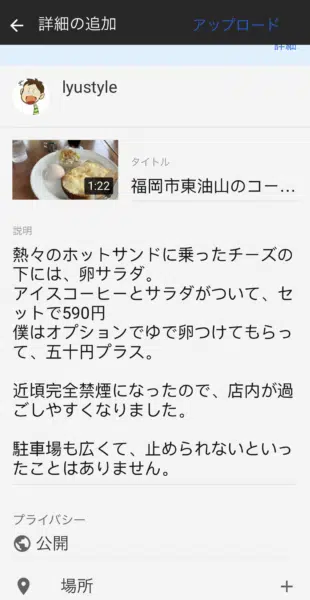 詳細の追加
アップロード
詳細
lyustyle
1:22
タイトル
福岡市東油山のコー…
説明
熱々のホットサンドに乗ったチーズの
下には、卵サラダ。
アイスコーヒーとサラダがついて、セ
ットで590円
僕はオプションでゆで卵つけてもらっ
て、五十円プラス。
近頃完全禁煙になったので、店内が過
ごしやすくなりました。
駐車場も広くて、止められないといっ
たことはありません。
プライバシー
公開
場所